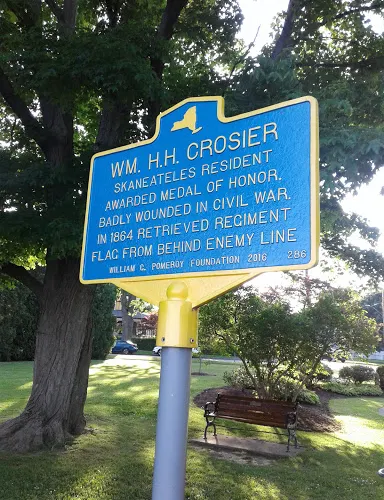 WM. H.H. CROSIER
SKANEATELES RESIDENT
AWARDED MEDAL OF HONOR.
BADLY WOUNDED IN CIVIL WAR.
IN 1864 RETRIEVED REGIMENT
FLAG FROM BEHIND ENEMY LINE
WILLIAM G. POMEROY FOUNDATION 2016 286